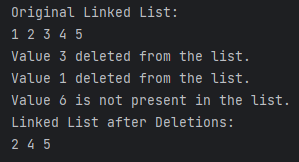 Original Linked List:
1 2 3 4 5
Value 3 deleted from the list.
Value 1 deleted from the list.
Value 6 is not present in the list.
Linked List after Deletions:
2 4 5